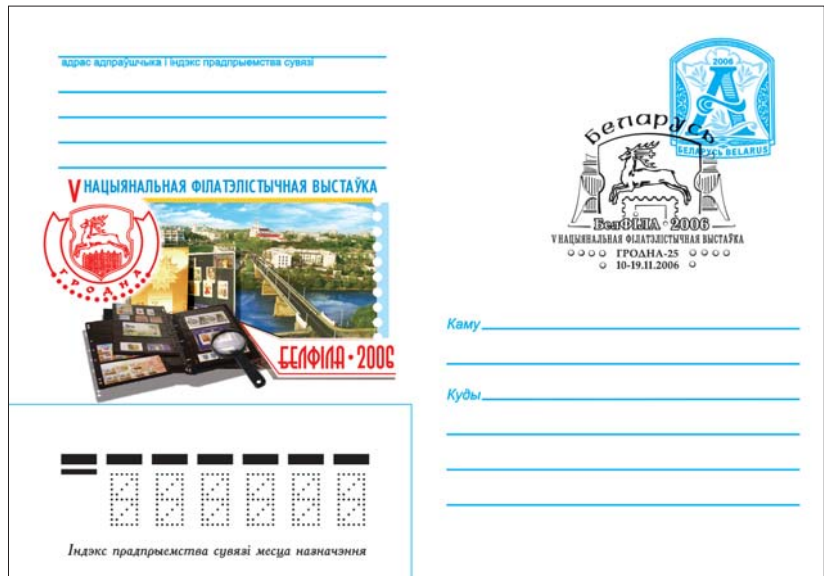 адрас адпраўшчыка і індэкс прадпрыемства сувязі
V НАЦЫЯНАЛЬНАЯ ФІЛАТЭЛІСТЫЧНАЯ ВЫСТАЎКА
ГРОДНА
БЕЛФІЛА • 2006
2006
А
БЕЛАРУСЬ BELARUS
Беларусь
БелФІЛА · 2006
V НАЦЫЯНАЛЬНАЯ ФІЛАТЭЛІСТЫЧНАЯ ВЫСТАЎКА
ГРОДНА-25
10-19.11.2006
Каму
Куды
Індэкс прадпрыемства сувязі месца назначэння